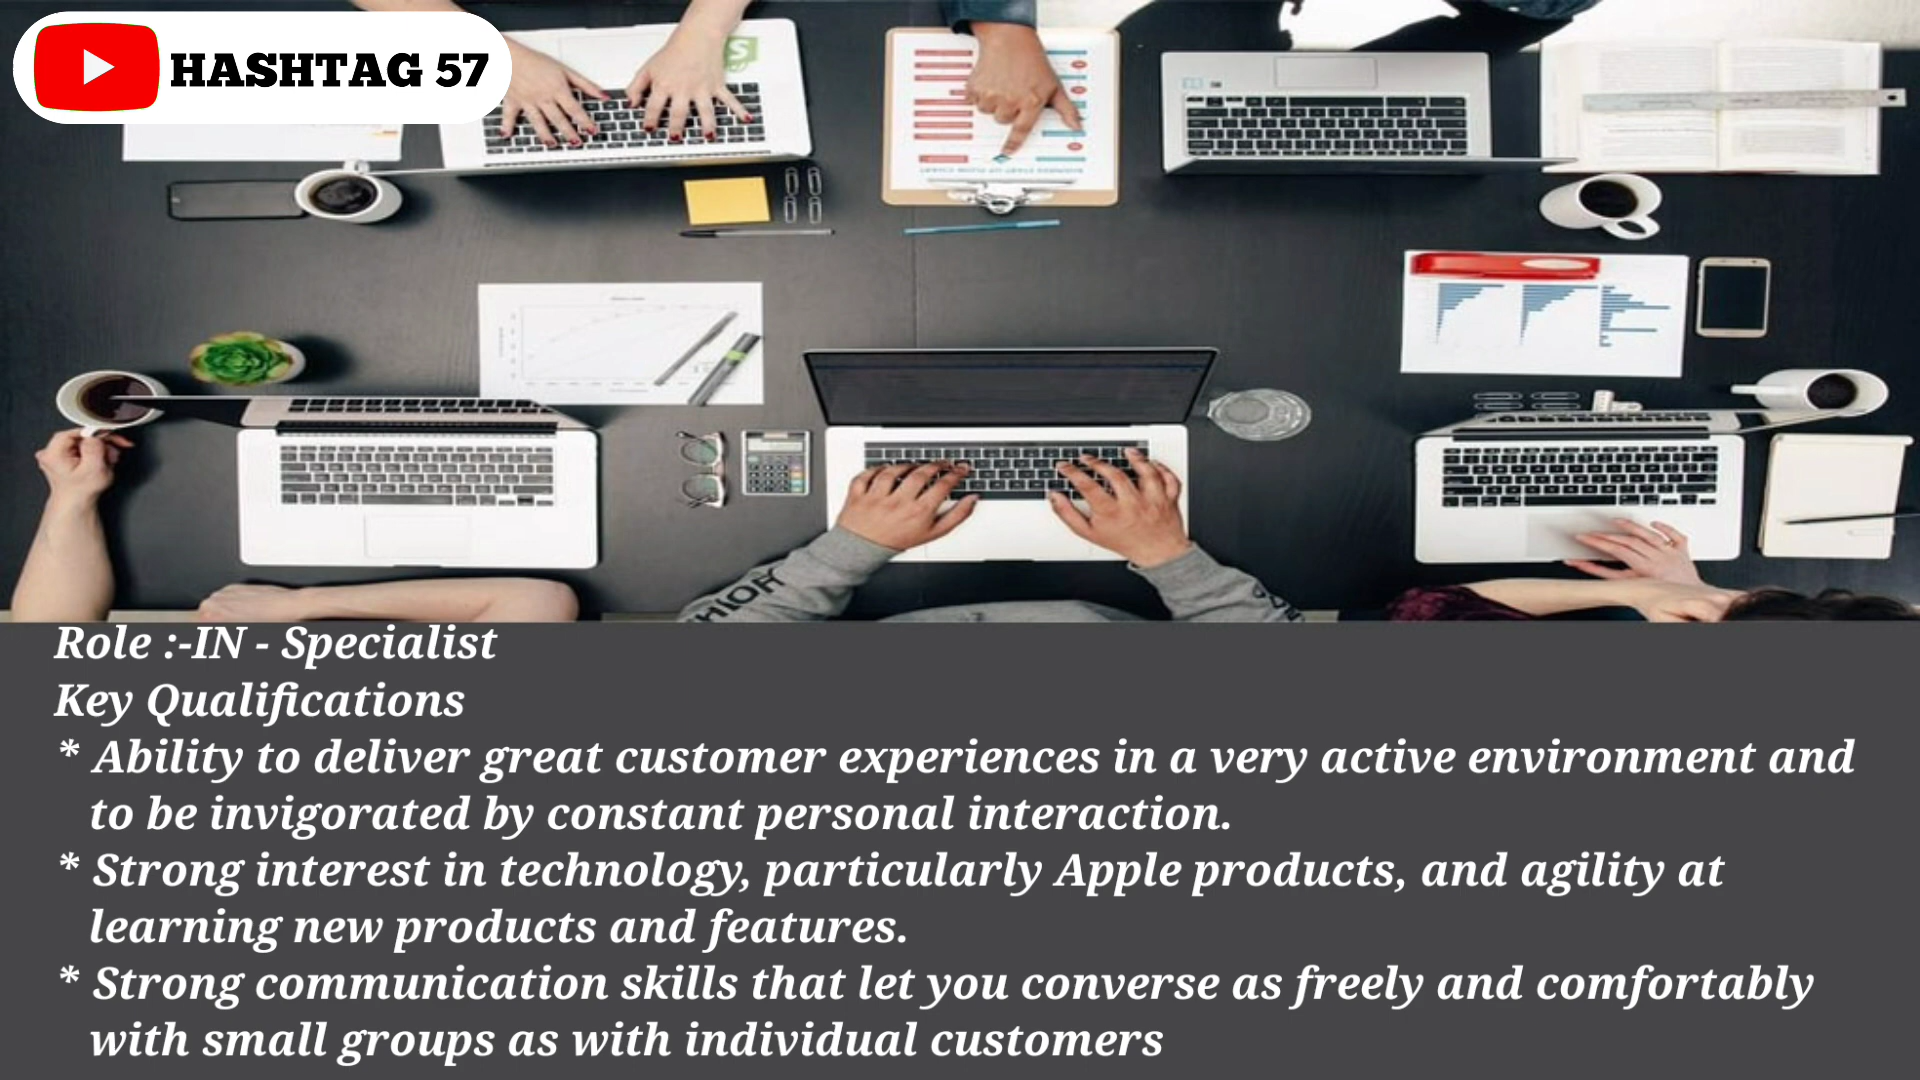 HASHTAG 57
Role :-IN - Specialist
Key Qualifications
* Ability to deliver great customer experiences in a very active environment and
to be invigorated by constant personal interaction.
* Strong interest in technology, particularly Apple products, and agility at
learning new products and features.
* Strong communication skills that let you converse as freely and comfortably
with small groups as with individual customers